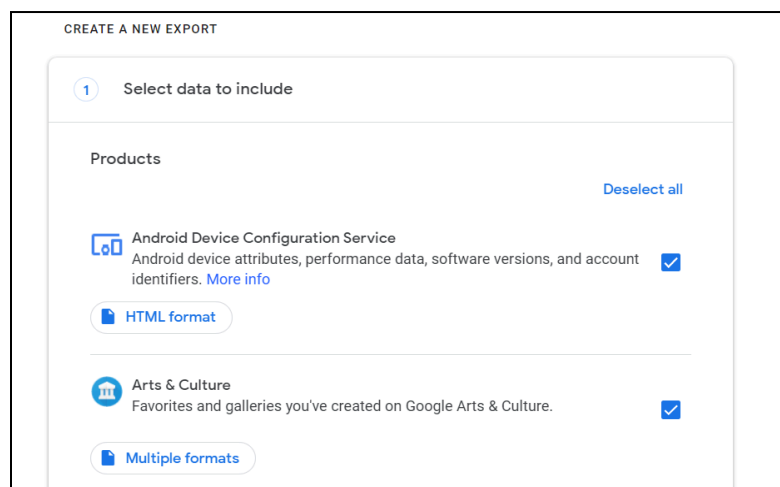 CREATE A NEW EXPORT
1 Select data to include
Products
Deselect all
Android Device Configuration Service
Android device attributes, performance data, software versions, and account
identifiers. More info
HTML format
Arts & Culture
Favorites and galleries you've created on Google Arts & Culture.
Multiple formats